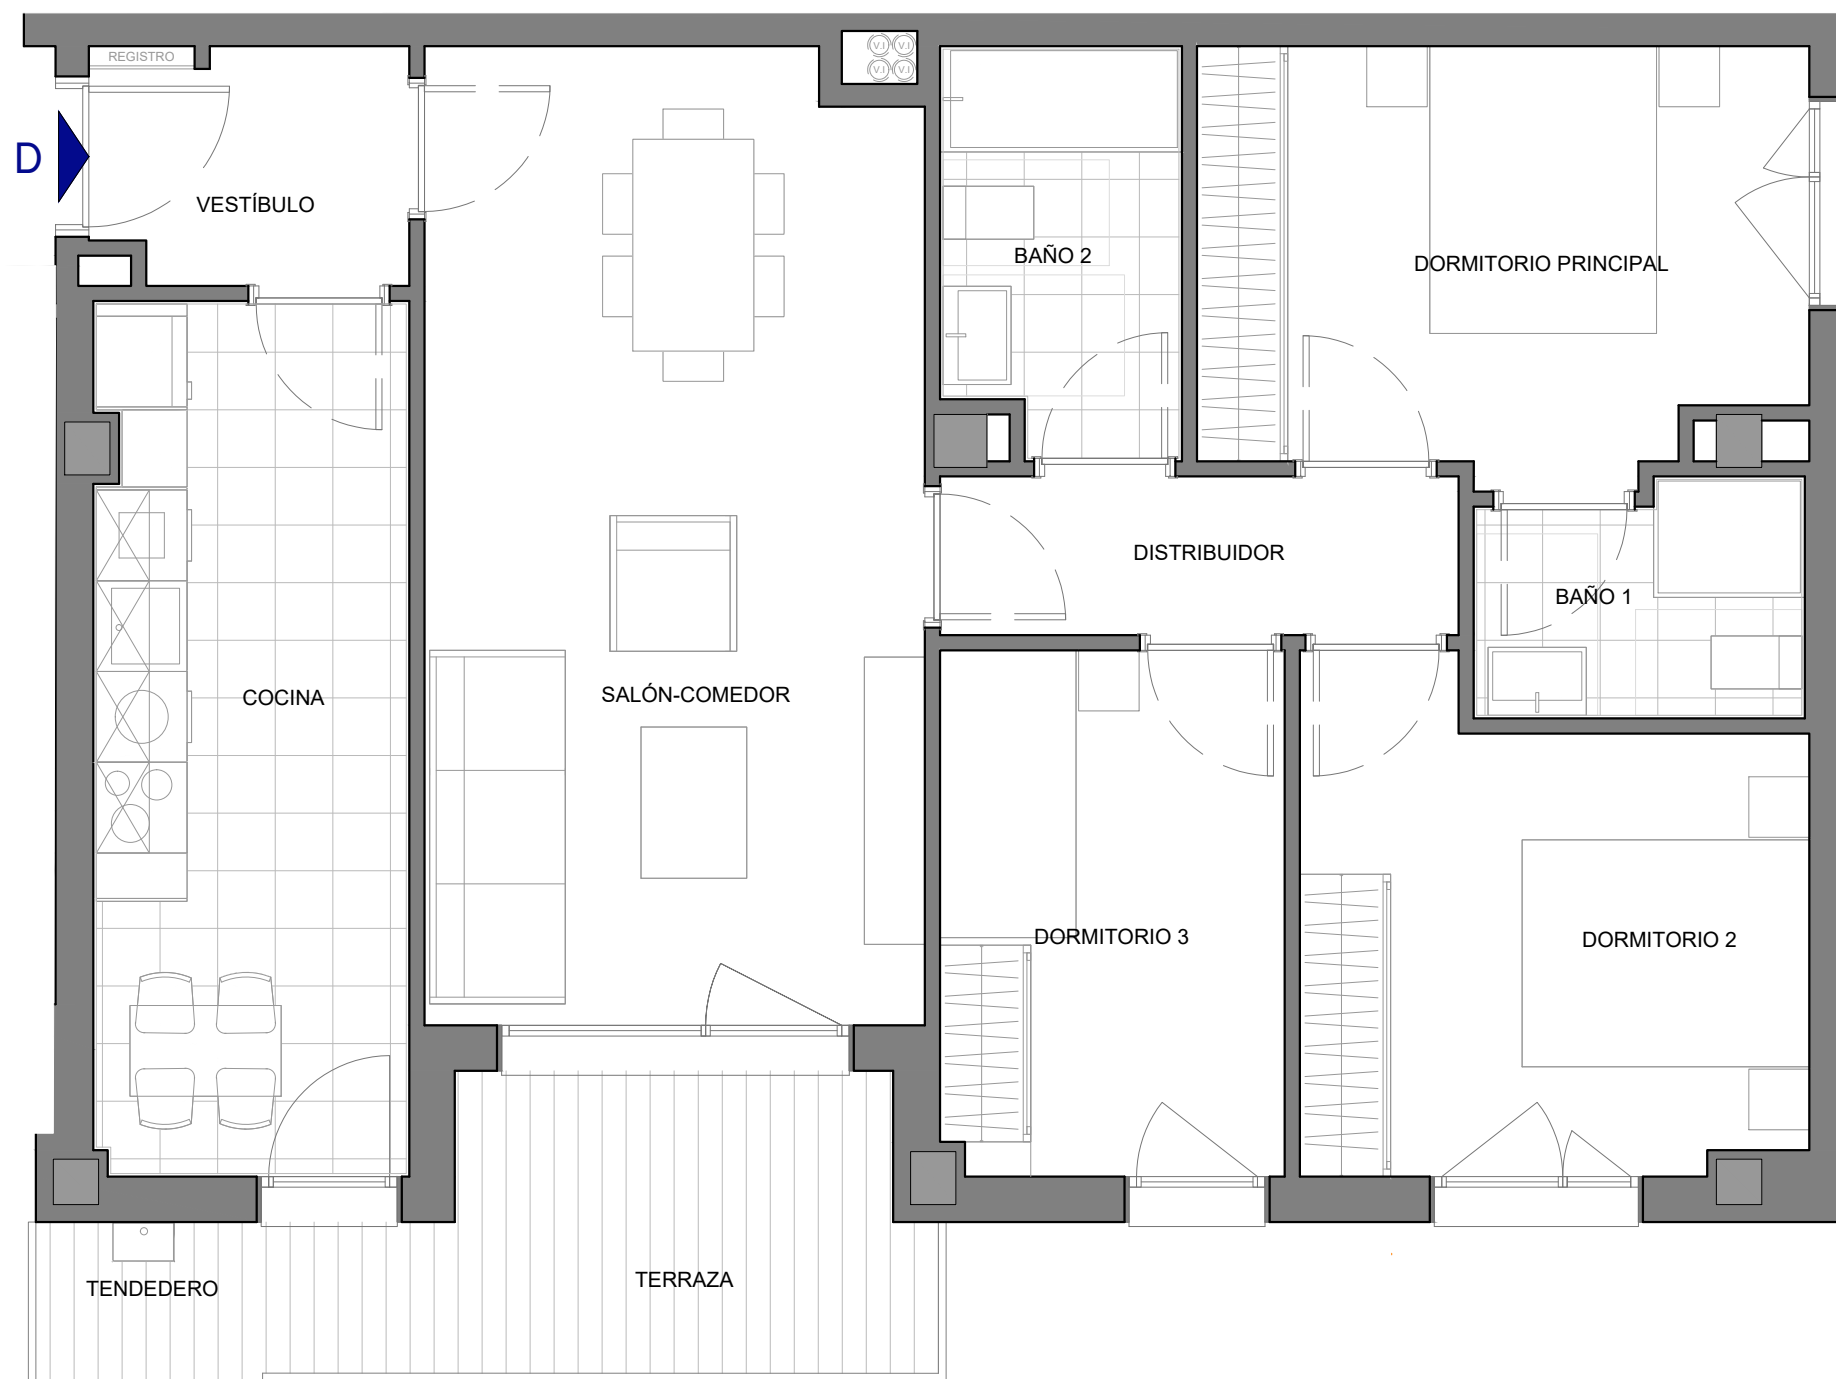 REGISTRO
V.I V.I
V.I V.I
D
VESTÍBULO
BAÑO 2
DORMITORIO PRINCIPAL
DISTRIBUIDOR
BAÑO 1
COCINA
SALÓN-COMEDOR
DORMITORIO 3
DORMITORIO 2
TENDEDERO
TERRAZA